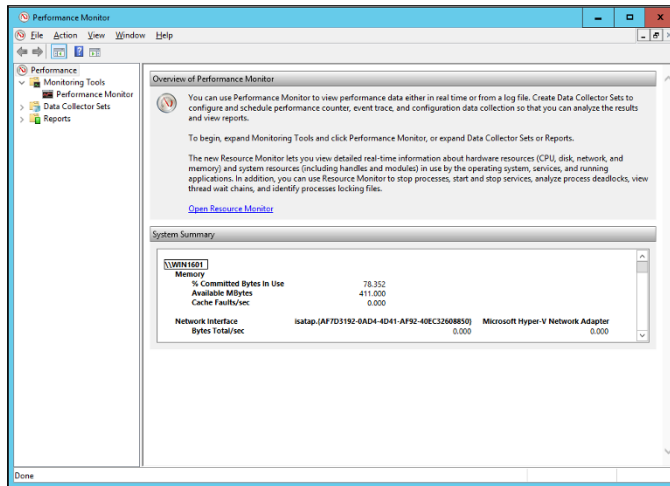 Performance Monitor
File Action View Window Help
Performance
Monitoring Tools
Performance Monitor
Data Collector Sets
Reports
Overview of Performance Monitor
You can use Performance Monitor to view performance data either in real time or from a log file. Create Data Collector Sets to
configure and schedule performance counter, event trace, and configuration data collection so that you can analyze the results
and view reports.
To begin, expand Monitoring Tools and click Performance Monitor, or expand Data Collector Sets or Reports.
The new Resource Monitor lets you view detailed real-time information about hardware resources (CPU, disk, network, and
memory) and system resources (including handles and modules) in use by the operating system, services, and running
applications. In addition, you can use Resource Monitor to stop processes, start and stop services, analyze process deadlocks, view
thread wait chains, and identify processes locking files.
Open Resource Monitor
System Summary
\\WIN1601
Memory
% Committed Bytes In Use 78.352
Available MBytes 411.000
Cache Faults/sec 0.000
Network Interface isatap.{AF7D3192-0AD4-4D41-AF92-40EC32608850} Microsoft Hyper-V Network Adapter
Bytes Total/sec 0.000 0.000
Done